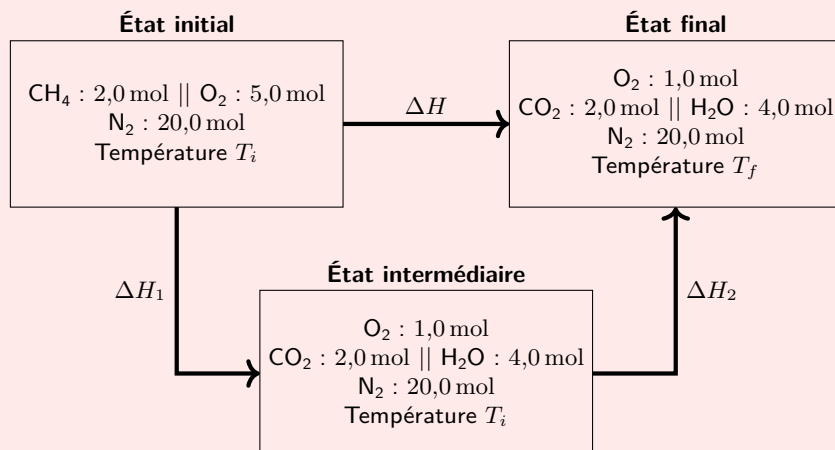 État initial
CH₄ : 2,0 mol || O₂ : 5,0 mol
N₂ : 20,0 mol
Température Tᵢ
ΔH
État final
O₂ : 1,0 mol
CO₂ : 2,0 mol || H₂O : 4,0 mol
N₂ : 20,0 mol
Température T_f
ΔH₁
État intermédiaire
O₂ : 1,0 mol
CO₂ : 2,0 mol || H₂O : 4,0 mol
N₂ : 20,0 mol
Température Tᵢ
ΔH₂